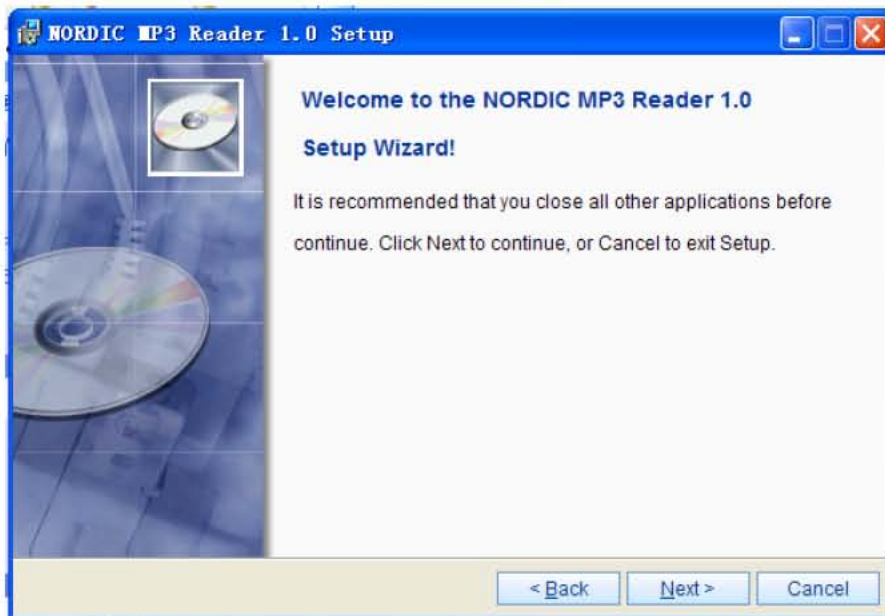 NORDIC MP3 Reader 1.0 Setup
Welcome to the NORDIC MP3 Reader 1.0
Setup Wizard!
It is recommended that you close all other applications before
continue. Click Next to continue, or Cancel to exit Setup.
< Back Next > Cancel